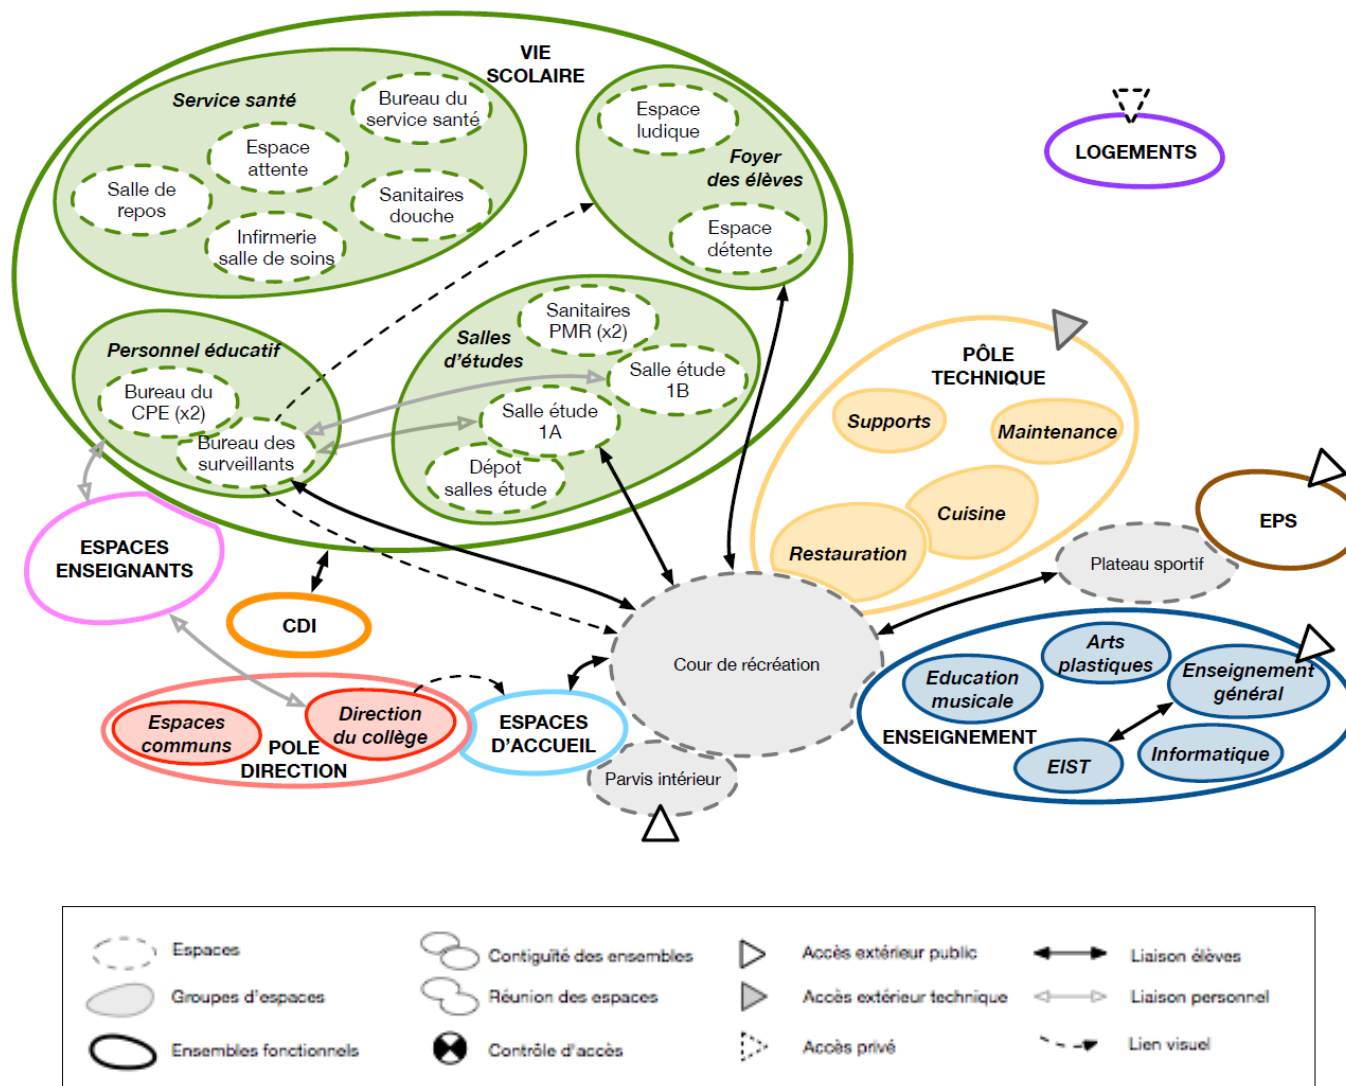 VIE
SCOLAIRE
Service santé
Bureau du
service santé
Espace
attente
Salle de
repos
Sanitaires
douche
Infirmerie
salle de soins
Espace
ludique
Foyer
des élèves
Espace
détente
LOGEMENTS
Personnel éducatif
Bureau du
CPE (x2)
Bureau des
surveillants
Salles
d'études
Sanitaires
PMR (x2)
Salle étude
1B
Salle étude
1A
Dépot
salles étude
PÔLE
TECHNIQUE
Supports
Maintenance
Cuisine
Restauration
EPS
Plateau sportif
ESPACES
ENSEIGNANTS
CDI
Cour de récréation
Arts
plastiques
Education
musicale
Enseignement
général
ENSEIGNEMENT
Informatique
EIST
Espaces
communs
Direction
du collège
POLE
DIRECTION
ESPACES
D'ACCUEIL
Parvis intérieur
Espaces
Groupes d'espaces
Ensembles fonctionnels
Contiguïté des ensembles
Réunion des espaces
Contrôle d'accès
Accès extérieur public
Accès extérieur technique
Accès privé
Liaison élèves
Liaison personnel
Lien visuel